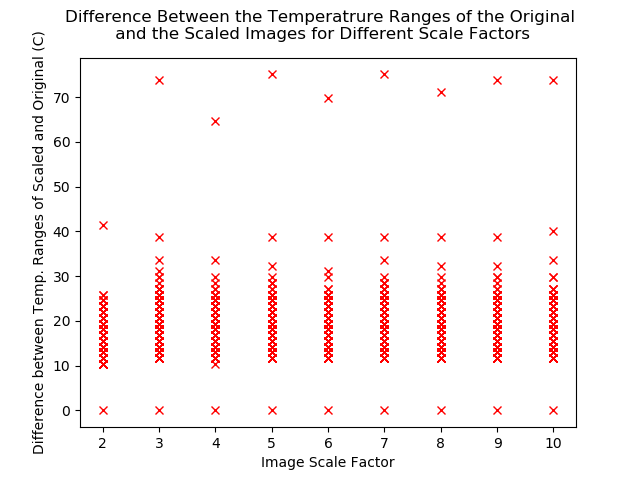 Difference Between the Temperatrure Ranges of the Original
and the Scaled Images for Different Scale Factors
Difference between Temp. Ranges of Scaled and Original (C)
70
60
50
40
30
20
10
0
2 3 4 5 6 7 8 9 10
Image Scale Factor